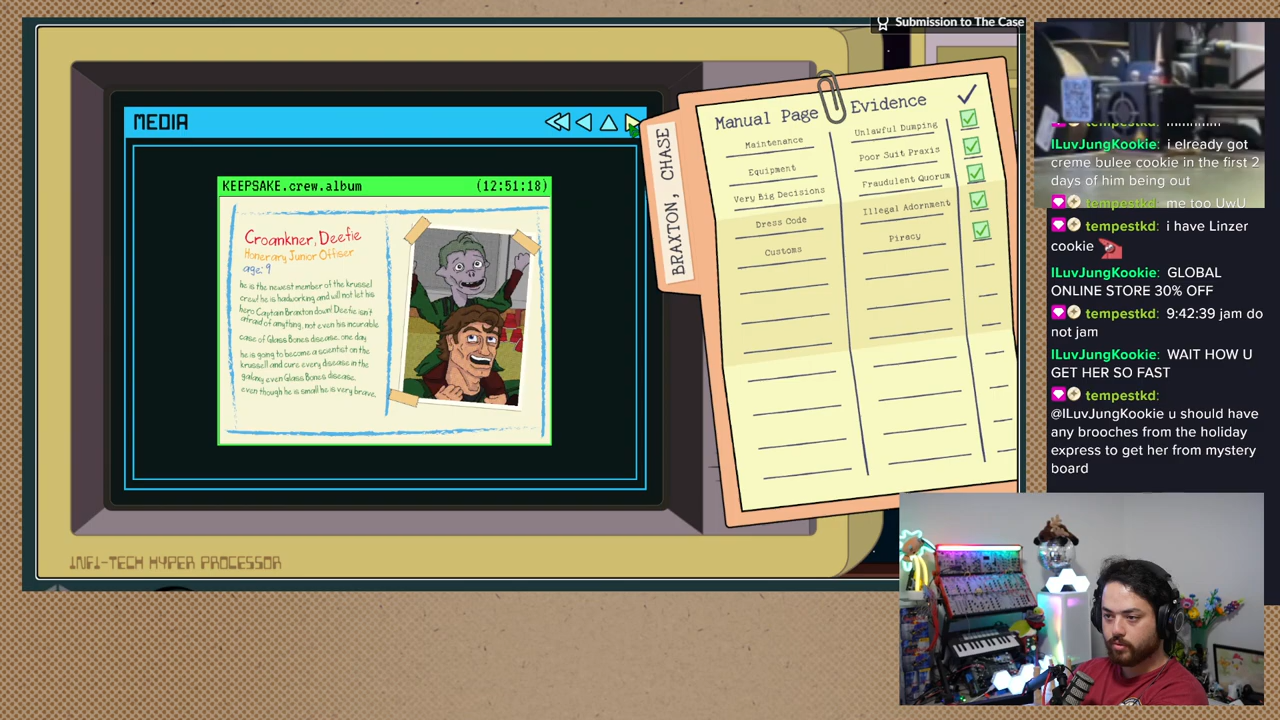 Submission to The Case
MEDIA
KEEPSAKE.crew.album (12:51:18)
Croankner, Deefie
Honerary Junior Offiser
age: 9
he is the newest member of the krussel
crew he is hadworking and will not let his
hero Captain Braxton down! Deefie isn't
afraid of anything, not even his incurable
case of Glass Bones disease. one day
he is going to become a scientist on the
krussell and cure every disease in the
galaxy even Glass Bones disease.
even though he is small he is very brave.
INFI-TECH HYPER PROCESSOR
BRAXTON, CHASE
Manual Page Evidence
Maintenance Unlawful Dumping
Equipment Poor Suit Praxis
Very Big Decisions Fraudulent Quorum
Dress Code Illegal Adornment
Customs Piracy
tempestkd: mmhmm
ILuvJungKookie: i elready got
creme bulee cookie in the first 2
days of him being out
tempestkd: me too UwU
tempestkd: i have Linzer
cookie
ILuvJungKookie: GLOBAL
ONLINE STORE 30% OFF
tempestkd: 9:42:39 jam do
not jam
ILuvJungKookie: WAIT HOW U
GET HER SO FAST
tempestkd:
@ILuvJungKookie u should have
any brooches from the holiday
express to get her from mystery
board